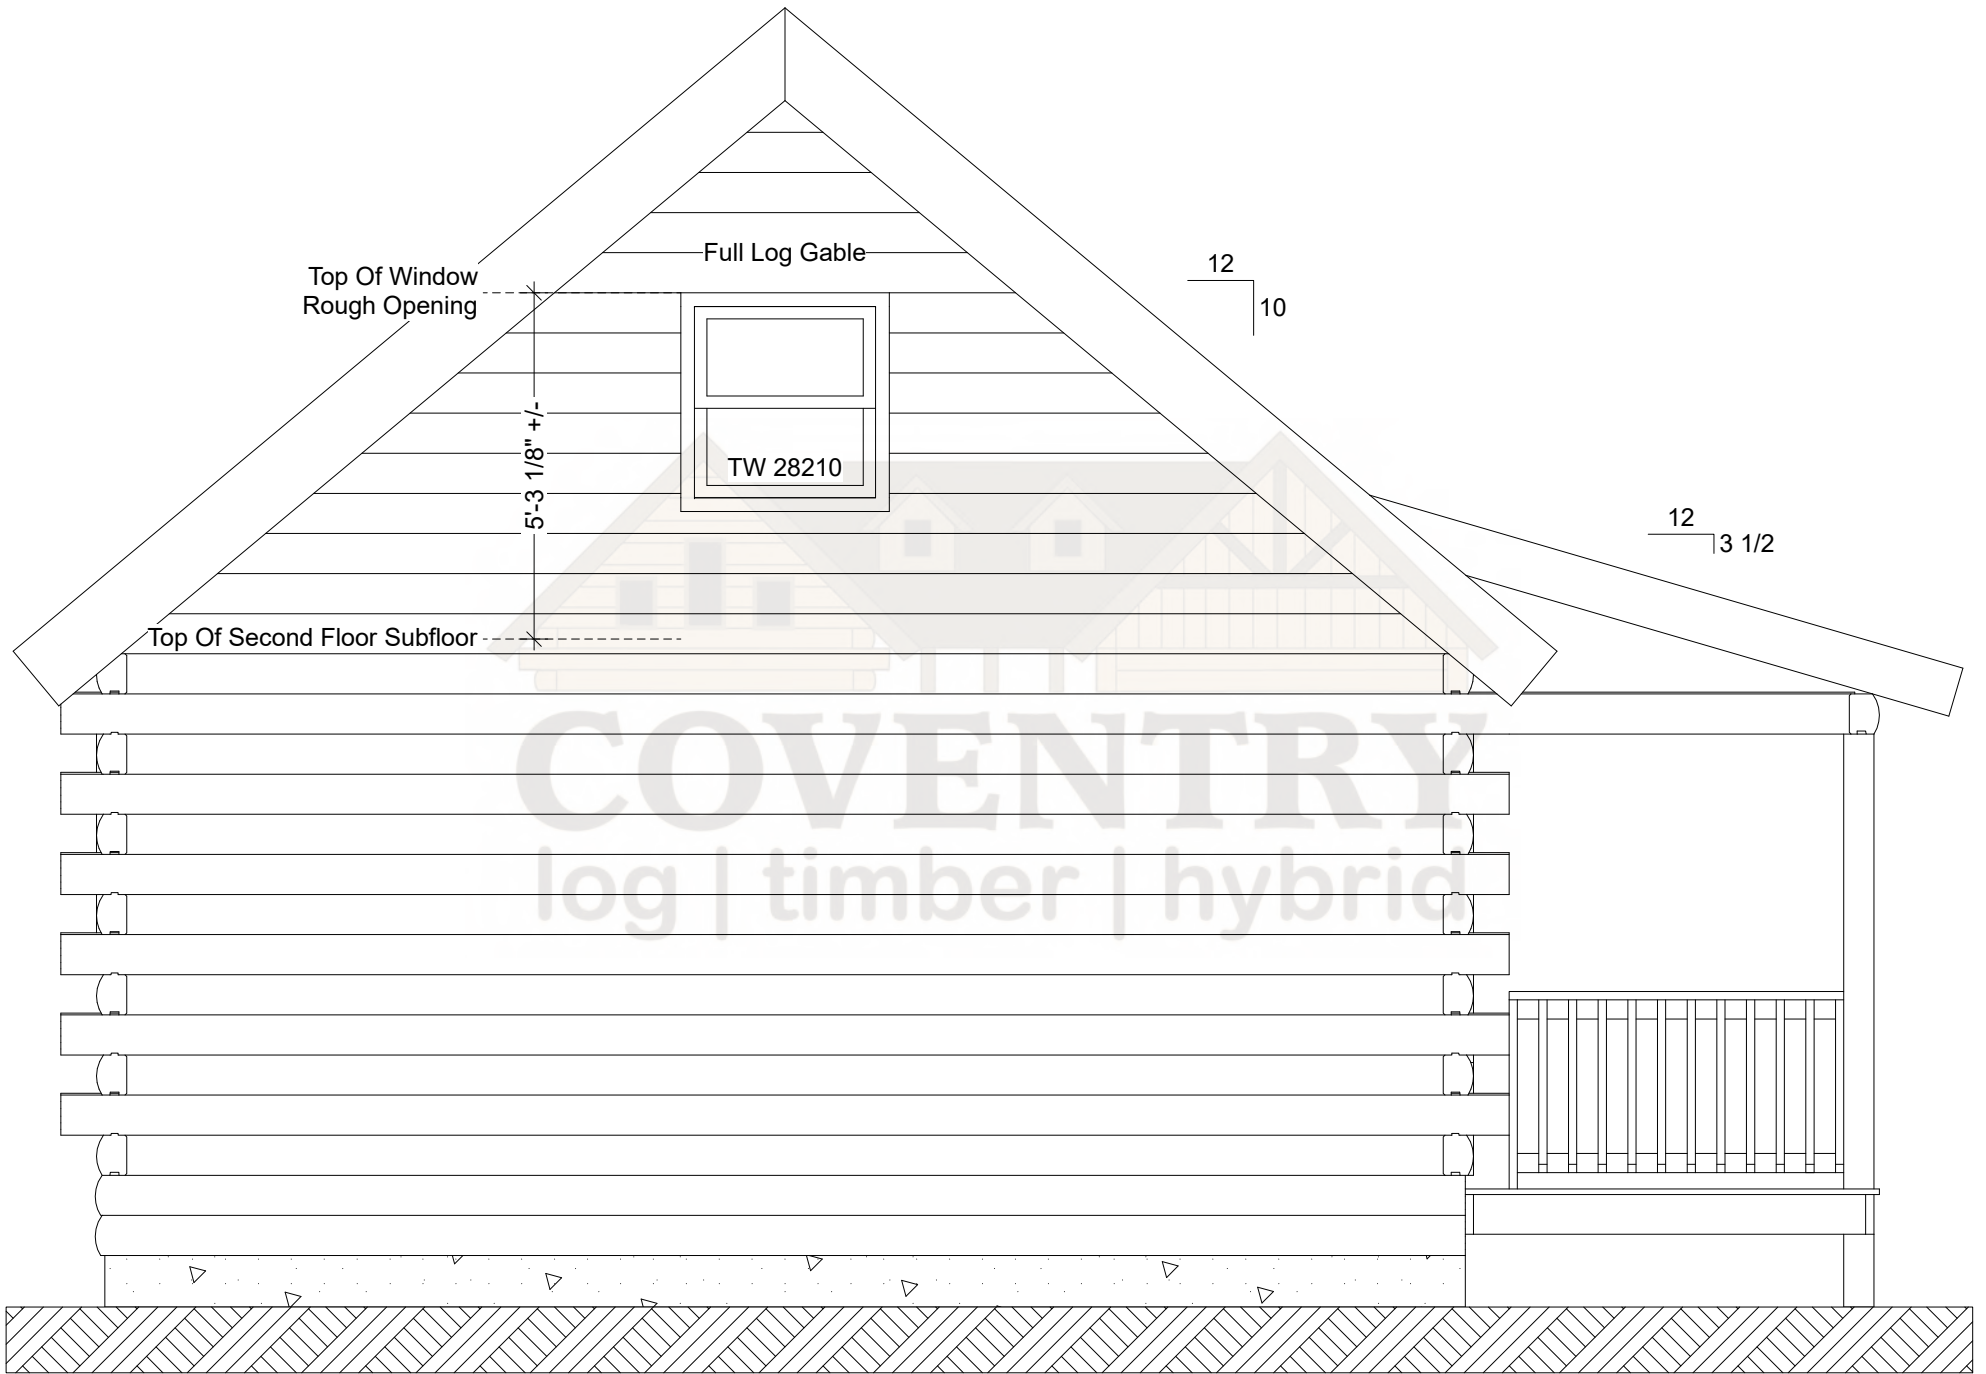 Full Log Gable
Top Of Window
Rough Opening
12
10
5'-3 1/8" +/-
TW 28210
12
3 1/2
Top Of Second Floor Subfloor
COVENTRY
log | timber | hybrid